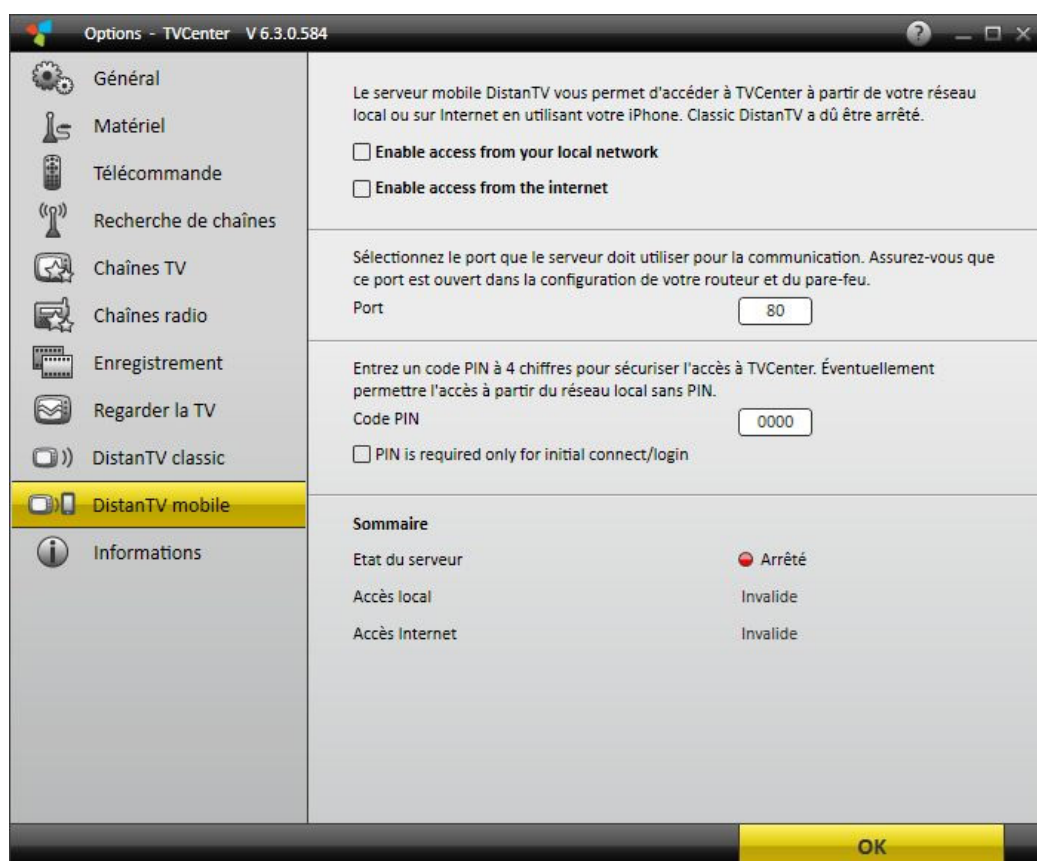 Options - TVCenter V 6.3.0.584
?
Général
Matériel
Télécommande
Recherche de chaînes
Chaînes TV
Chaînes radio
Enregistrement
Regarder la TV
DistanTV classic
DistanTV mobile
Informations
Le serveur mobile DistanTV vous permet d'accéder à TVCenter à partir de votre réseau
local ou sur Internet en utilisant votre iPhone. Classic DistanTV a dû être arrêté.
Enable access from your local network
Enable access from the internet
Sélectionnez le port que le serveur doit utiliser pour la communication. Assurez-vous que
ce port est ouvert dans la configuration de votre routeur et du pare-feu.
Port 80
Entrez un code PIN à 4 chiffres pour sécuriser l'accès à TVCenter. Éventuellement
permettre l'accès à partir du réseau local sans PIN.
Code PIN 0000
PIN is required only for initial connect/login
Sommaire
Etat du serveur Arrêté
Accès local Invalide
Accès Internet Invalide
OK